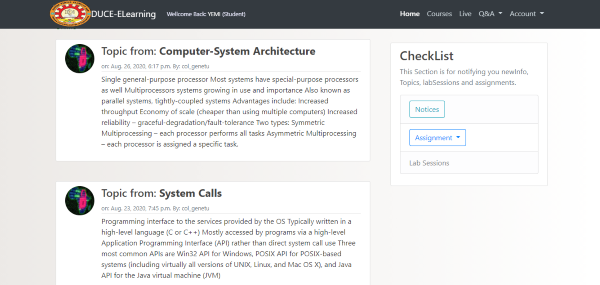 DUCE-ELearning
Welcome Back: YEMI (Student)
Home Courses Live Q&A Account
Topic from: Computer-System Architecture
on: Aug. 26, 2020, 6:17 p.m. By: col_genetu
Single general-purpose processor Most systems have special-purpose processors
as well Multiprocessors systems growing in use and importance Also known as
parallel systems, tightly-coupled systems Advantages include: Increased
throughput Economy of scale (cheaper than using multiple computers) Increased
reliability – graceful-degradation/fault-tolerance Two types: Symmetric
Multiprocessing – each processor performs all tasks Asymmetric Multiprocessing
– each processor is assigned a specific task.
Topic from: System Calls
on: Aug. 23, 2020, 7:45 p.m. By: col_genetu
Programming interface to the services provided by the OS Typically written in a
high-level language (C or C++) Mostly accessed by programs via a high-level
Application Programming Interface (API) rather than direct system call use Three
most common APIs are Win32 API for Windows, POSIX API for POSIX-based
systems (including virtually all versions of UNIX, Linux, and Mac OS X), and Java
API for the Java virtual machine (JVM)
CheckList
This Section is for notifying you newInfo,
Topics, labSessions and assignments.
Notices
Assignment
Lab Sessions